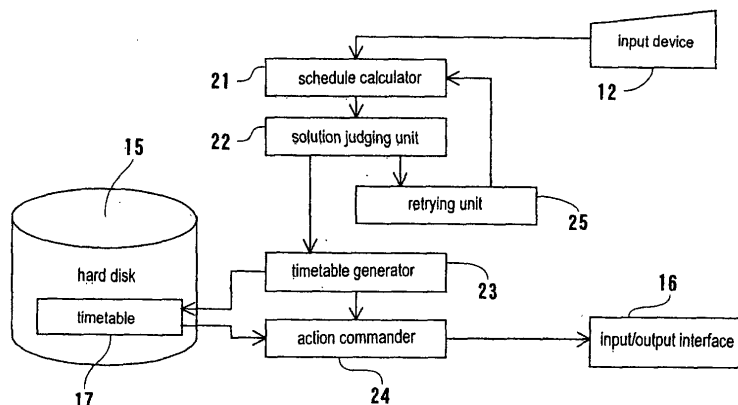 input device
12
21
schedule calculator
22
solution judging unit
15
retrying unit
25
hard disk
timetable generator
23
16
timetable
action commander
input/output interface
17
24